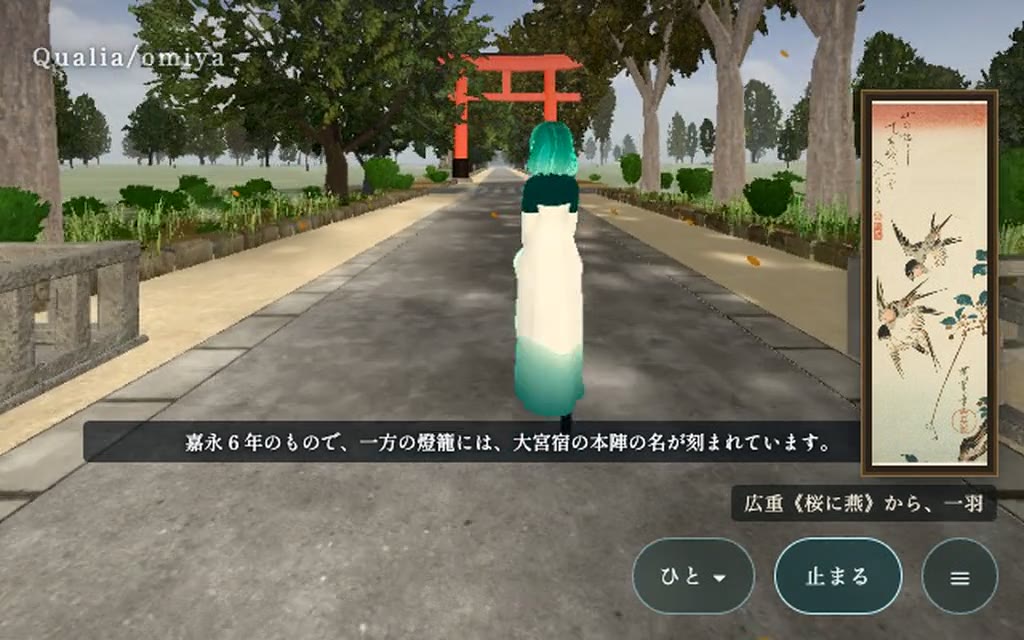 Qualia/omiya
嘉永6年のもので、一方の燈籠には、大宮宿の本陣の名が刻まれています。
広重《桜に燕》から、一羽
ひと
止まる